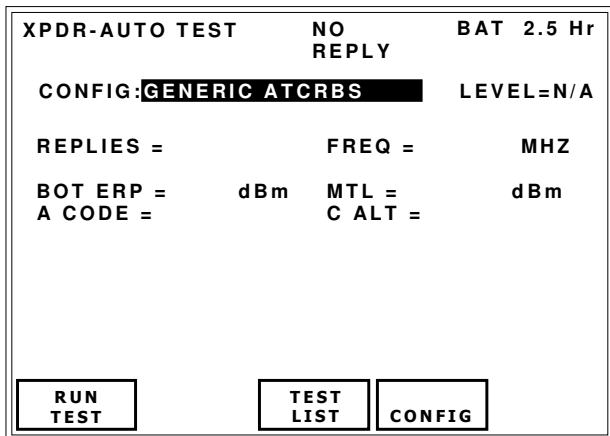 XPDR-AUTO TEST NO BAT 2.5 Hr
REPLY
CONFIG:GENERIC ATCRBS LEVEL=N/A
REPLIES = FREQ = MHZ
BOT ERP = dBm MTL = dBm
A CODE = C ALT =
RUN TEST
TEST LIST CONFIG